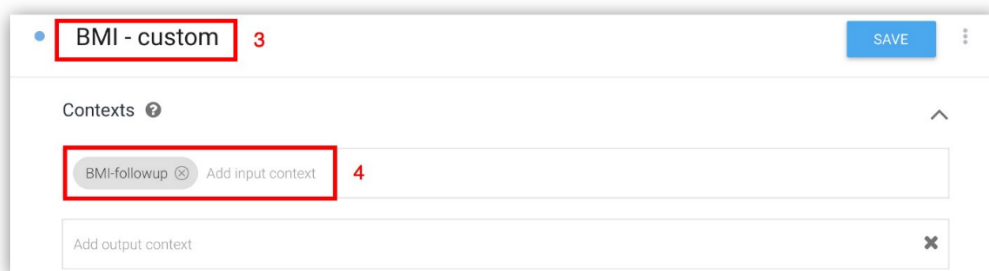 BMI - custom 3 SAVE
Contexts
BMI-followup Add input context 4
Add output context